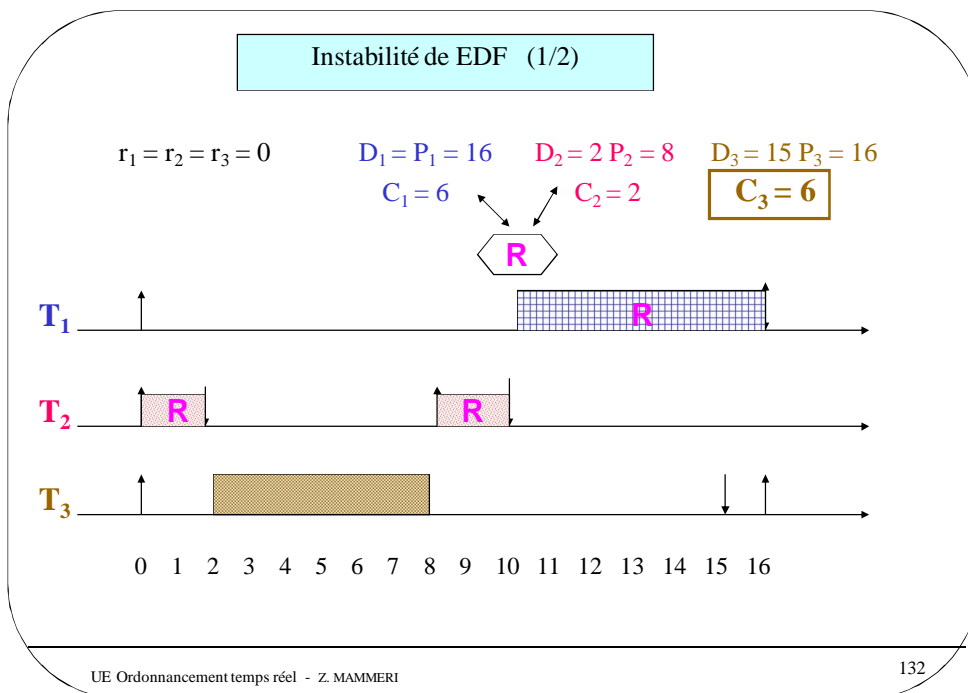 Instabilité de EDF (1/2)
r₁ = r₂ = r₃ = 0 D₁ = P₁ = 16 D₂ = 2 P₂ = 8 D₃ = 15 P₃ = 16
C₁ = 6 C₂ = 2 C₃ = 6
R
T₁ R
T₂ R R
T₃
0 1 2 3 4 5 6 7 8 9 10 11 12 13 14 15 16
UE Ordonnancement temps réel - Z. MAMMERI 132